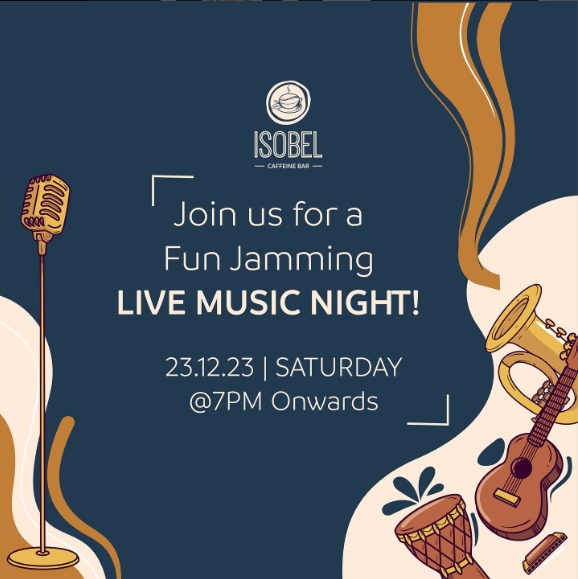 ISOBEL
CAFFEINE BAR
Join us for a
Fun Jamming
LIVE MUSIC NIGHT!
23.12.23 | SATURDAY
@7PM Onwards